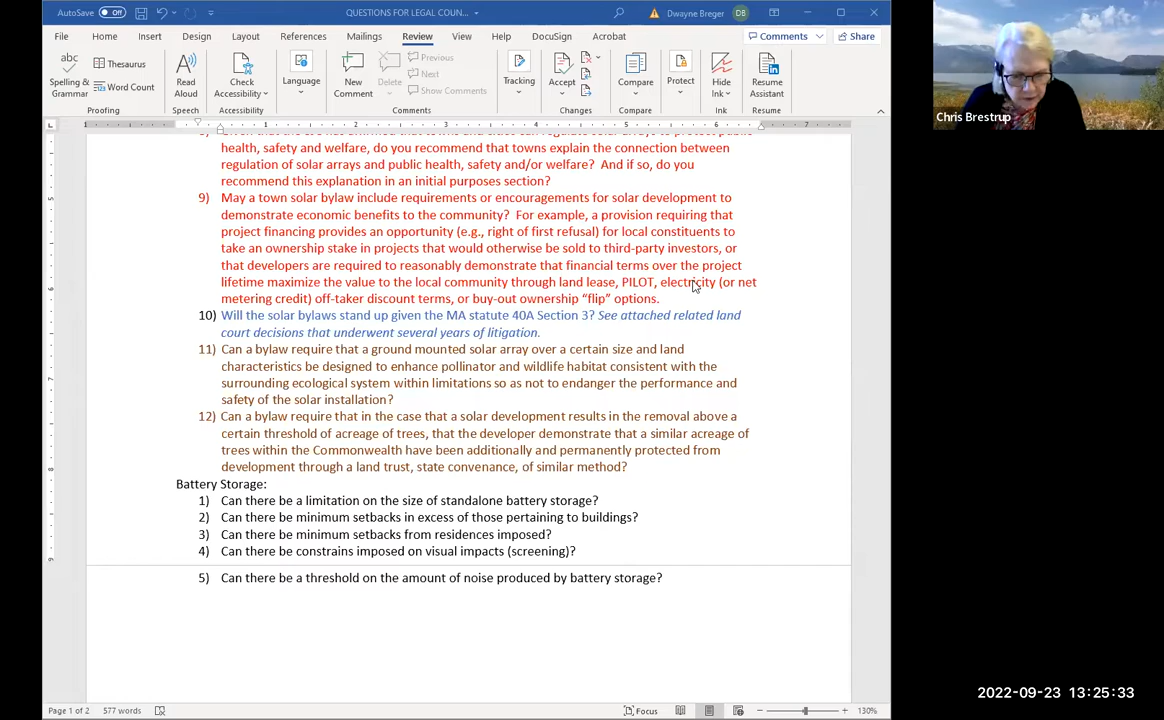 AutoSave Off QUESTIONS FOR LEGAL COUN... Dwayne Breger DB
File Home Insert Design Layout References Mailings Review View Help DocuSign Acrobat Comments Share
abc Thesaurus Previous
Next
Spelling & Grammar Word Count Read Aloud Check Accessibility Language New Comment Delete Show Comments Tracking Accept Compare Protect Hide Ink Resume Assistant
Proofing Speech Accessibility Comments Changes Compare Ink Resume
1 1 2 3 4 5 6 7
health, safety and welfare, do you recommend that towns explain the connection between
regulation of solar arrays and public health, safety and/or welfare? And if so, do you
recommend this explanation in an initial purposes section?
9) May a town solar bylaw include requirements or encouragements for solar development to
demonstrate economic benefits to the community? For example, a provision requiring that
project financing provides an opportunity (e.g., right of first refusal) for local constituents to
take an ownership stake in projects that would otherwise be sold to third-party investors, or
that developers are required to reasonably demonstrate that financial terms over the project
lifetime maximize the value to the local community through land lease, PILOT, electricity (or net
metering credit) off-taker discount terms, or buy-out ownership “flip” options.
10) Will the solar bylaws stand up given the MA statute 40A Section 3? See attached related land
court decisions that underwent several years of litigation.
11) Can a bylaw require that a ground mounted solar array over a certain size and land
characteristics be designed to enhance pollinator and wildlife habitat consistent with the
surrounding ecological system within limitations so as not to endanger the performance and
safety of the solar installation?
12) Can a bylaw require that in the case that a solar development results in the removal above a
certain threshold of acreage of trees, that the developer demonstrate that a similar acreage of
trees within the Commonwealth have been additionally and permanently protected from
development through a land trust, state convenance, of similar method?
Battery Storage:
1) Can there be a limitation on the size of standalone battery storage?
2) Can there be minimum setbacks in excess of those pertaining to buildings?
3) Can there be minimum setbacks from residences imposed?
4) Can there be constrains imposed on visual impacts (screening)?
5) Can there be a threshold on the amount of noise produced by battery storage?
Page 1 of 2 577 words Focus 130%
Chris Brestrup
2022-09-23 13:25:33